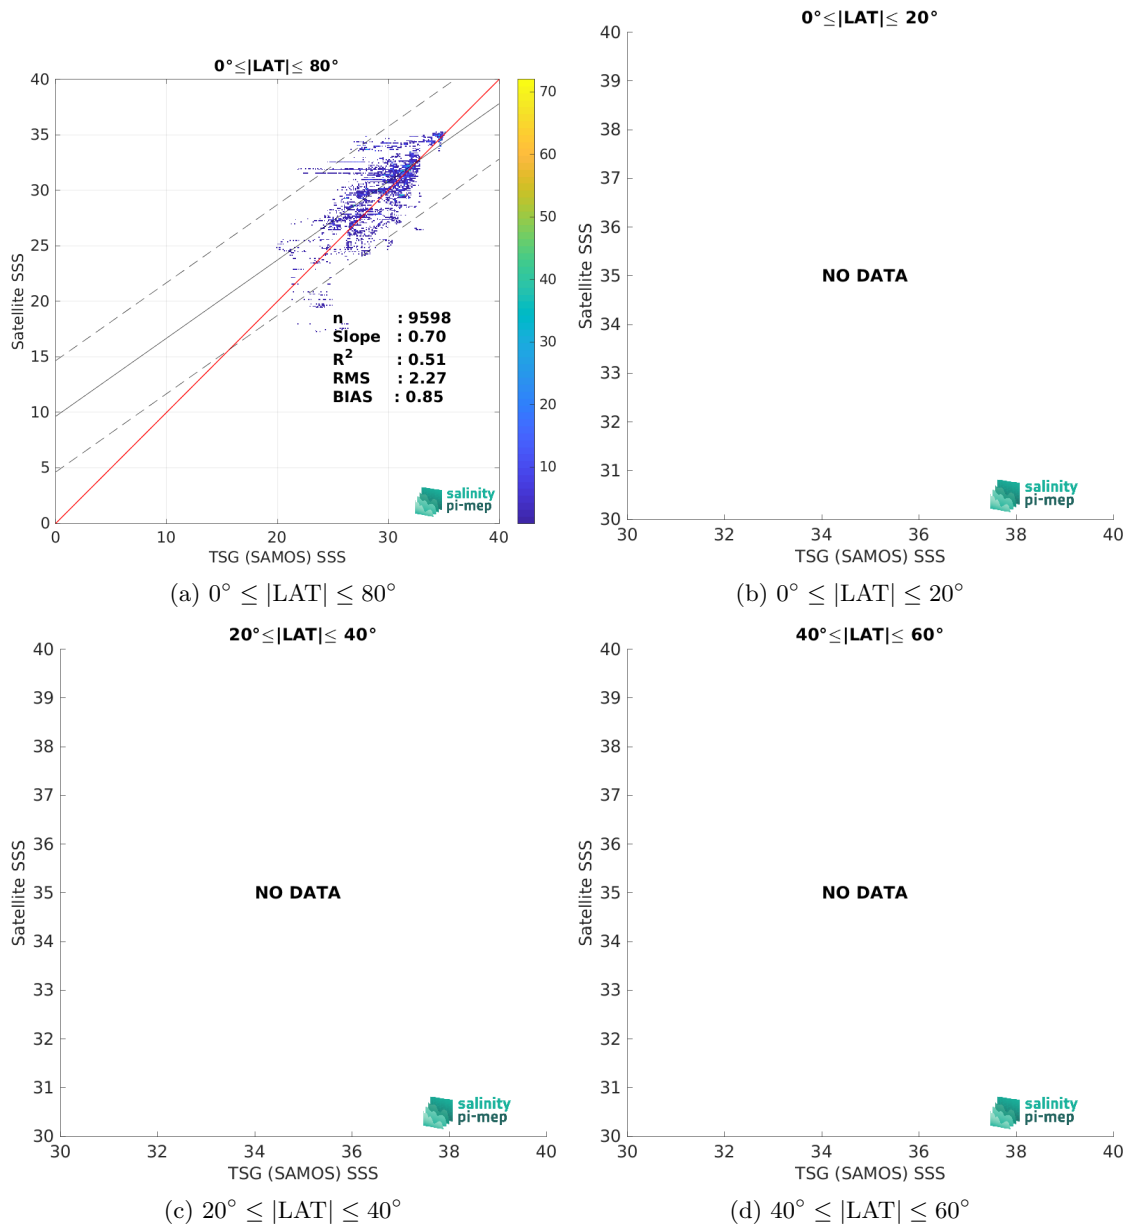 0°≤|LAT|≤ 80°
40
35
30
25
20
15
10
5
0
0
10
20
30
40
70
60
50
40
30
20
10
Satellite SSS
TSG (SAMOS) SSS
n : 9598
Slope : 0.70
R² : 0.51
RMS : 2.27
BIAS : 0.85
salinity
pi-mep
(a) 0° ≤ |LAT| ≤ 80°
0°≤|LAT|≤ 20°
40
39
38
37
36
35
34
33
32
31
30
30
32
34
36
38
40
Satellite SSS
NO DATA
salinity
pi-mep
TSG (SAMOS) SSS
(b) 0° ≤ |LAT| ≤ 20°
20°≤|LAT|≤ 40°
40
39
38
37
36
35
34
33
32
31
30
30
32
34
36
38
40
Satellite SSS
NO DATA
salinity
pi-mep
TSG (SAMOS) SSS
(c) 20° ≤ |LAT| ≤ 40°
40°≤|LAT|≤ 60°
40
39
38
37
36
35
34
33
32
31
30
30
32
34
36
38
40
Satellite SSS
NO DATA
salinity
pi-mep
TSG (SAMOS) SSS
(d) 40° ≤ |LAT| ≤ 60°